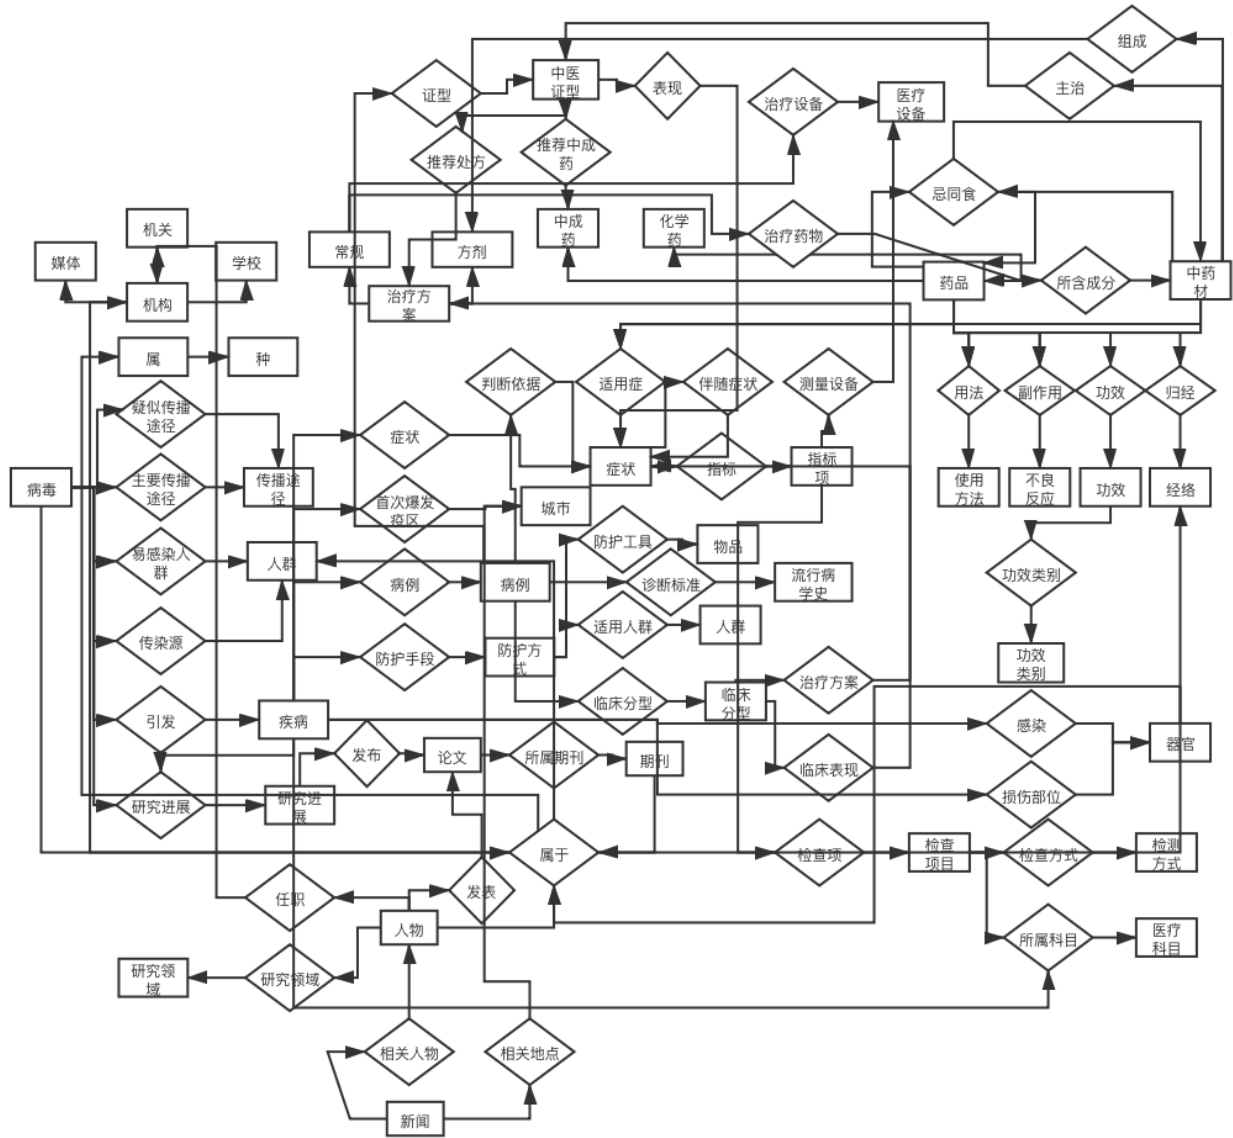 组成
中医
证型
证型
表现
主治
治疗设备
医疗
设备
推荐处方
推荐中成
药
忌同食
机关
中成
药
化学
药
治疗药物
媒体
学校
常规
方剂
药品
所含成分
中药
材
机构
治疗方
案
属
种
判断依据
适用症
伴随症状
测量设备
用法
副作用
功效
归经
疑似传播
途径
症状
症状
指标
指标
项
病毒
主要传播
途径
传播途
径
首次爆发
疫区
城市
使用
方法
不良
反应
功效
经络
易感染人
群
人群
病例
病例
防护工具
物品
诊断标准
流行病
学史
功效类别
传染源
防护手段
防护方
式
适用人群
人群
功效
类别
引发
疾病
临床分型
临床
分型
治疗方案
感染
器官
发布
论文
所属期刊
期刊
临床表现
损伤部位
研究进展
研究进
展
属于
检查项
检查
项目
检查方式
检测
方式
任职
发表
人物
所属科目
医疗
科目
研究领
域
研究领域
相关人物
相关地点
新闻